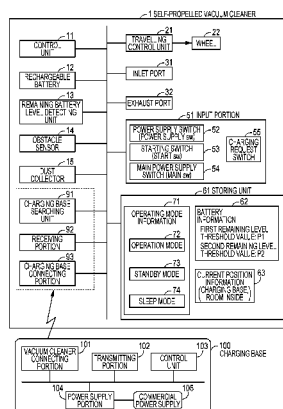 1 SELF-PROPELLED VACUUM CLEANER
11
CONTROL
UNIT
12
RECHARGEABLE
BATTERY
13
REMAINING BATTERY
LEVEL DETECTING UNIT
14
OBSTACLE
SENSOR
15
DUST
COLLECTOR
91
CHARGING BASE
SEARCHING
UNIT
92
RECEIVING
PORTION
93
CHARGING BASE
CONNECTING
PORTION
21
TRAVELING
CONTROL UNIT
22
WHEEL
31
INLET PORT
32
EXHAUST PORT
51 INPUT PORTION
POWER SUPPLY SWITCH
(POWER SUPPLY SW)
52
STARTING SWITCH
(START SW)
53
MAIN POWER SUPPLY
SWITCH (MAIN SW)
54
55
CHARGING
REQUEST
SWITCH
61 STORING UNIT
71
OPERATING MODE
INFORMATION
72
OPERATION MODE
73
STANDBY MODE
74
SLEEP MODE
62
BATTERY
INFORMATION
FIRST REMAINING LEVEL
THRESHOLD VALUE: P1
SECOND REMAINING LEVEL
THRESHOLD VALUE: P2
63
CURRENT POSITION
INFORMATION
(CHARGING BASE/
ROOM INSIDE)
100
CHARGING BASE
101
VACUUM CLEANER
CONNECTING
PORTION
102
TRANSMITTING
PORTION
103
CONTROL
UNIT
104
POWER SUPPLY
PORTION
106
COMMERCIAL
POWER SUPPLY